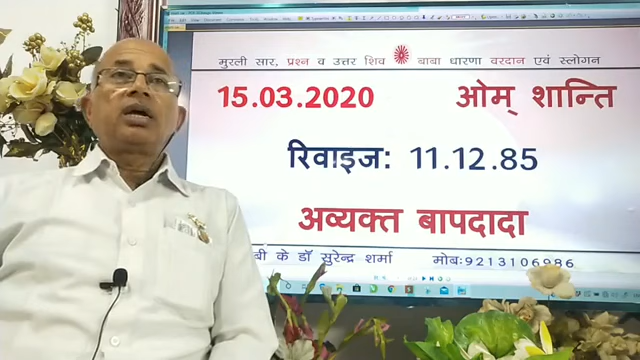 मुरली सार, प्रश्न व उत्तर शिव बाबा धारणा वरदान एवं स्लोगन
15.03.2020 ओम् शान्ति
रिवाइज: 11.12.85
अव्यक्त बापदादा
बी के डॉ सुरेन्द्र शर्मा मोबः9213106986